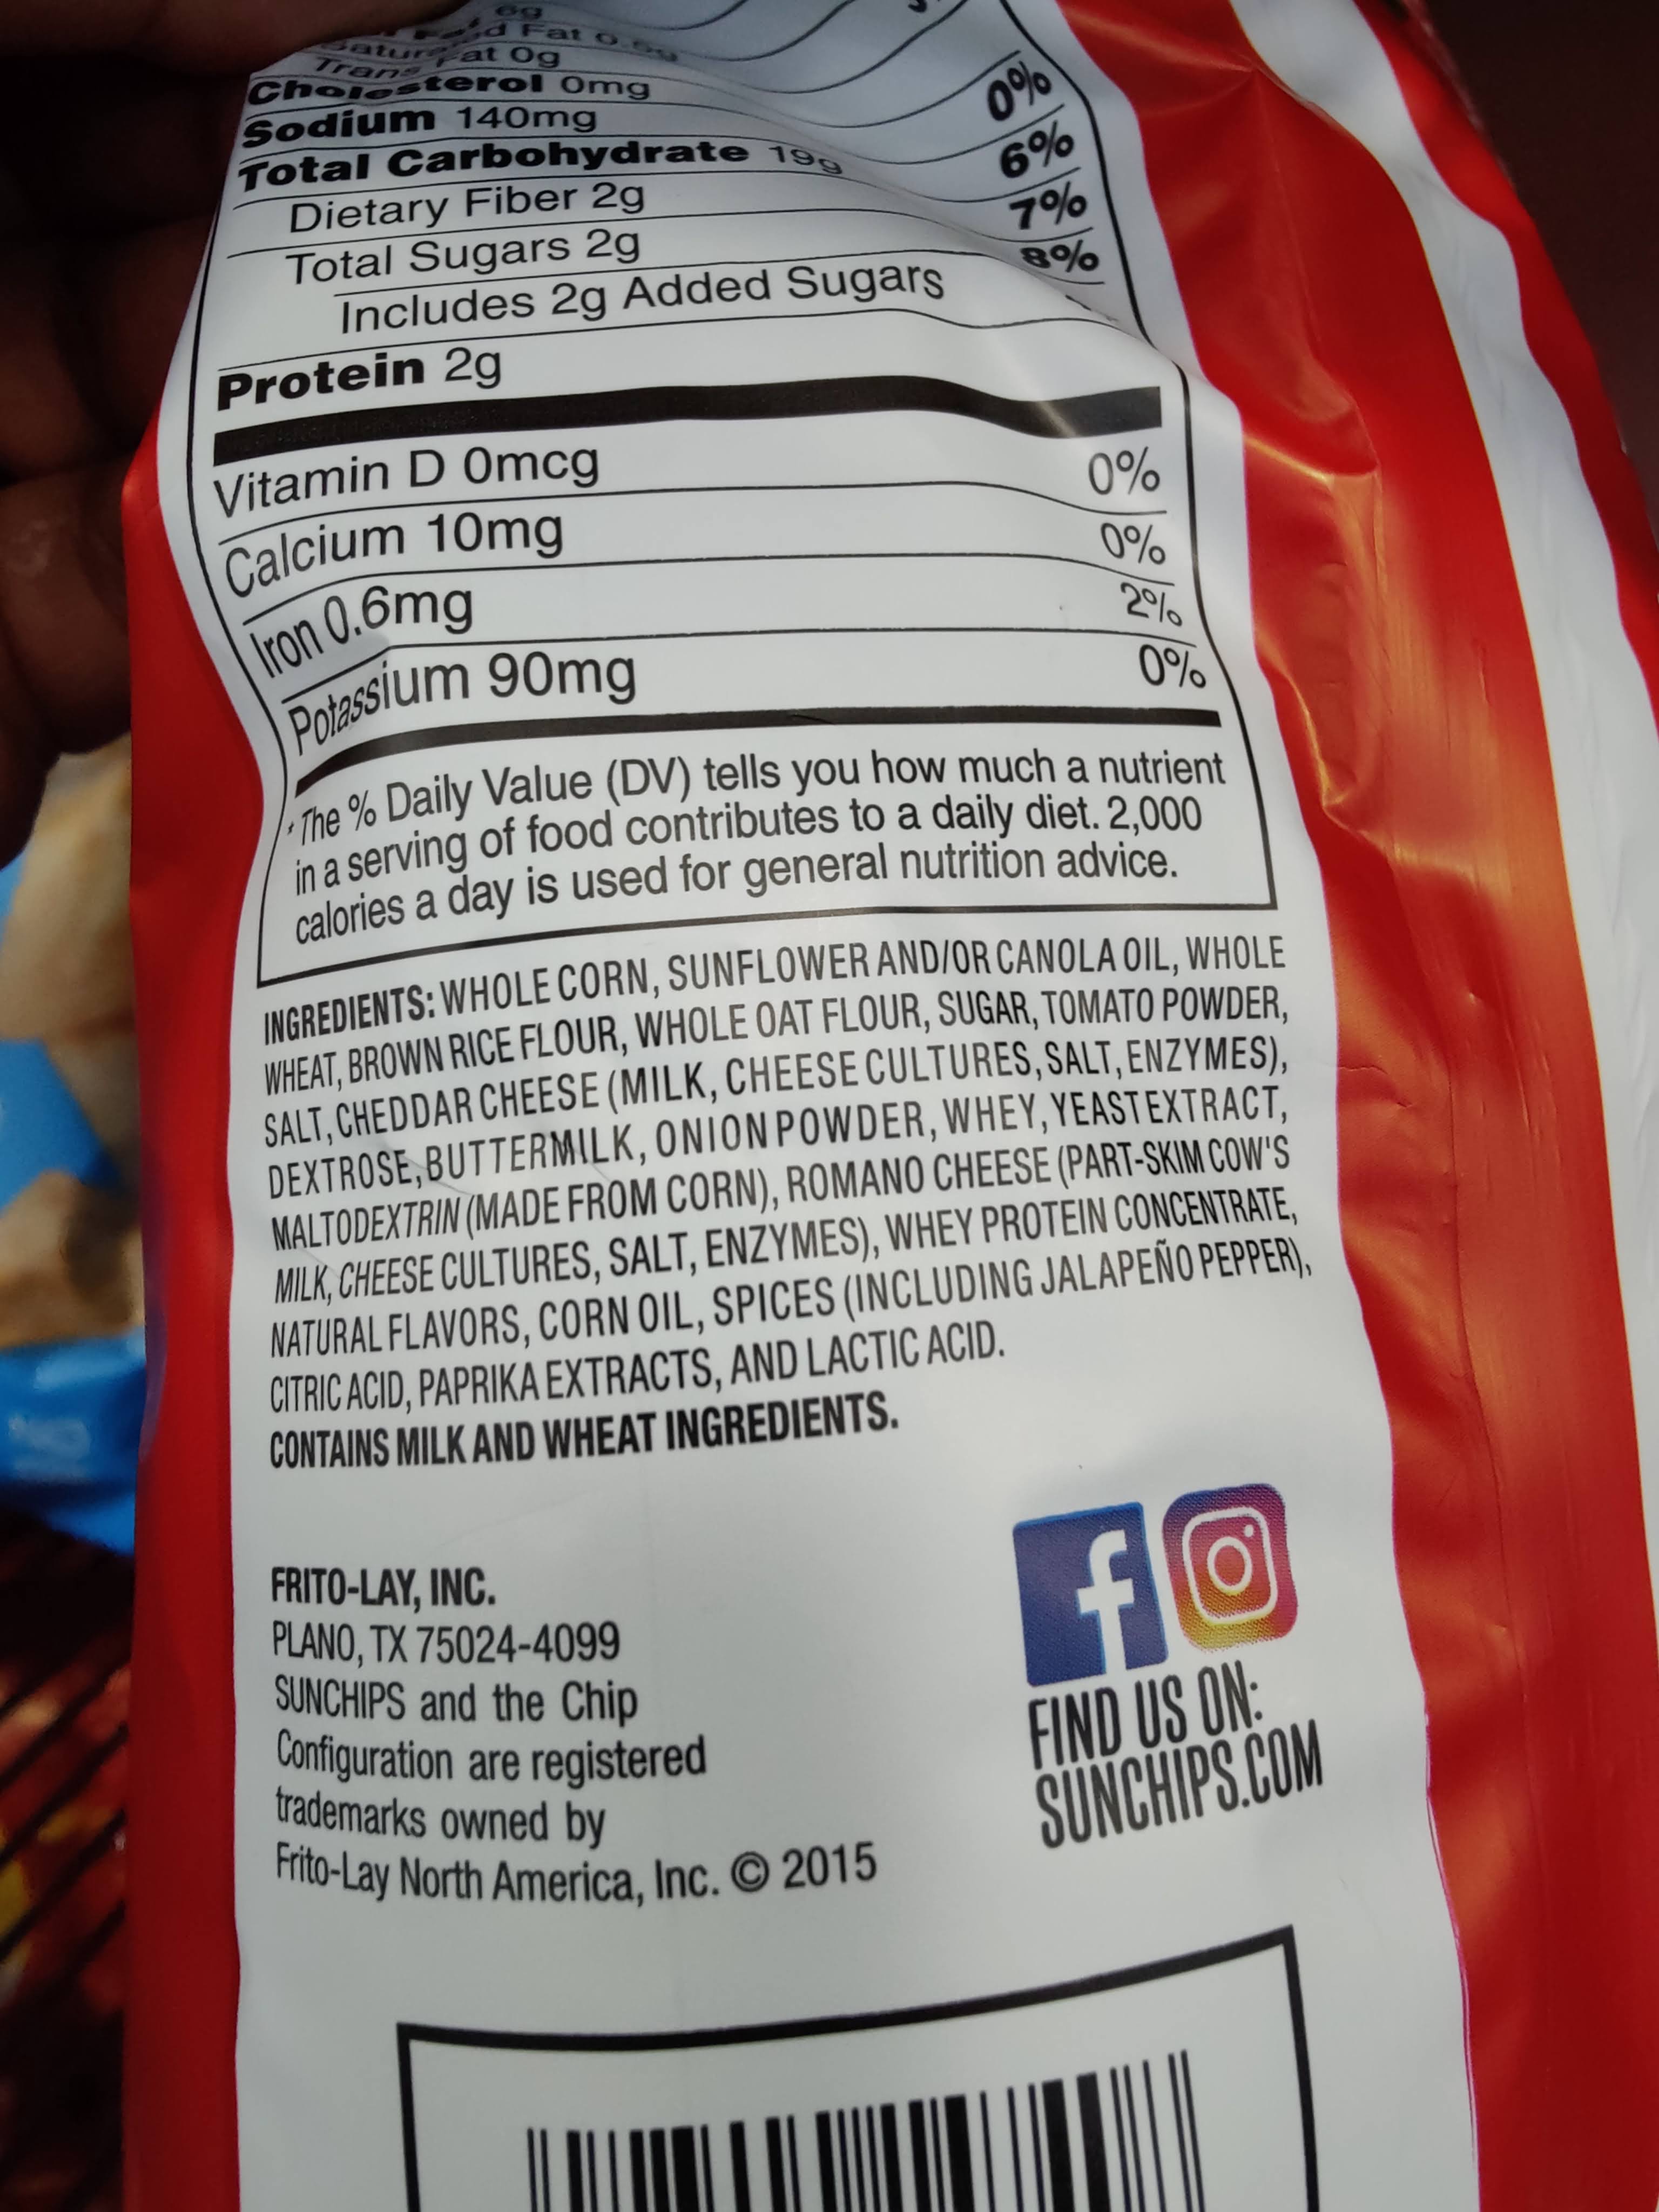 6g
Saturated Fat 0.5g
Trans Fat 0g
Cholesterol 0mg 0%
Sodium 140mg 6%
Total Carbohydrate 19g 7%
Dietary Fiber 2g 8%
Total Sugars 2g
Includes 2g Added Sugars
Protein 2g
Vitamin D 0mcg 0%
Calcium 10mg 0%
Iron 0.6mg 2%
Potassium 90mg 0%
* The % Daily Value (DV) tells you how much a nutrient
in a serving of food contributes to a daily diet. 2,000
calories a day is used for general nutrition advice.
INGREDIENTS: WHOLE CORN, SUNFLOWER AND/OR CANOLA OIL, WHOLE
WHEAT, BROWN RICE FLOUR, WHOLE OAT FLOUR, SUGAR, TOMATO POWDER,
SALT, CHEDDAR CHEESE (MILK, CHEESE CULTURES, SALT, ENZYMES),
DEXTROSE, BUTTERMILK, ONION POWDER, WHEY, YEAST EXTRACT,
MALTODEXTRIN (MADE FROM CORN), ROMANO CHEESE (PART-SKIM COW'S
MILK, CHEESE CULTURES, SALT, ENZYMES), WHEY PROTEIN CONCENTRATE,
NATURAL FLAVORS, CORN OIL, SPICES (INCLUDING JALAPEÑO PEPPER),
CITRIC ACID, PAPRIKA EXTRACTS, AND LACTIC ACID.
CONTAINS MILK AND WHEAT INGREDIENTS.
FRITO-LAY, INC.
PLANO, TX 75024-4099
SUNCHIPS and the Chip
Configuration are registered
trademarks owned by
Frito-Lay North America, Inc. © 2015
FIND US ON:
SUNCHIPS.COM